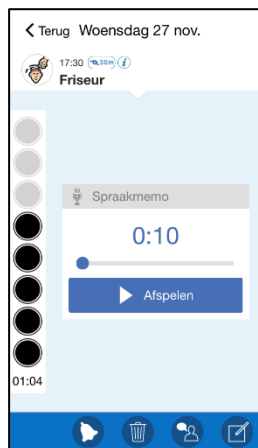 Terug Woensdag 27 nov.
17:30 30m i
Friseur
Spraakmemo
0:10
Afspelen
01:04